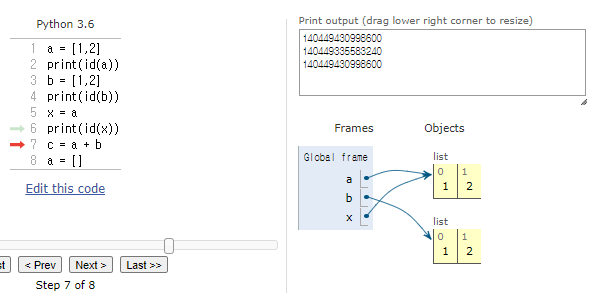 Python 3.6
1 a = [1,2]
2 print(id(a))
3 b = [1,2]
4 print(id(b))
5 x = a
6 print(id(x))
7 c = a + b
8 a = []
Edit this code
st < Prev Next > Last >>
Step 7 of 8
Print output (drag lower right corner to resize)
140449430998600
140449335583240
140449430998600
Frames Objects
Global frame
a
b
x
list
0 1
1 2
list
0 1
1 2